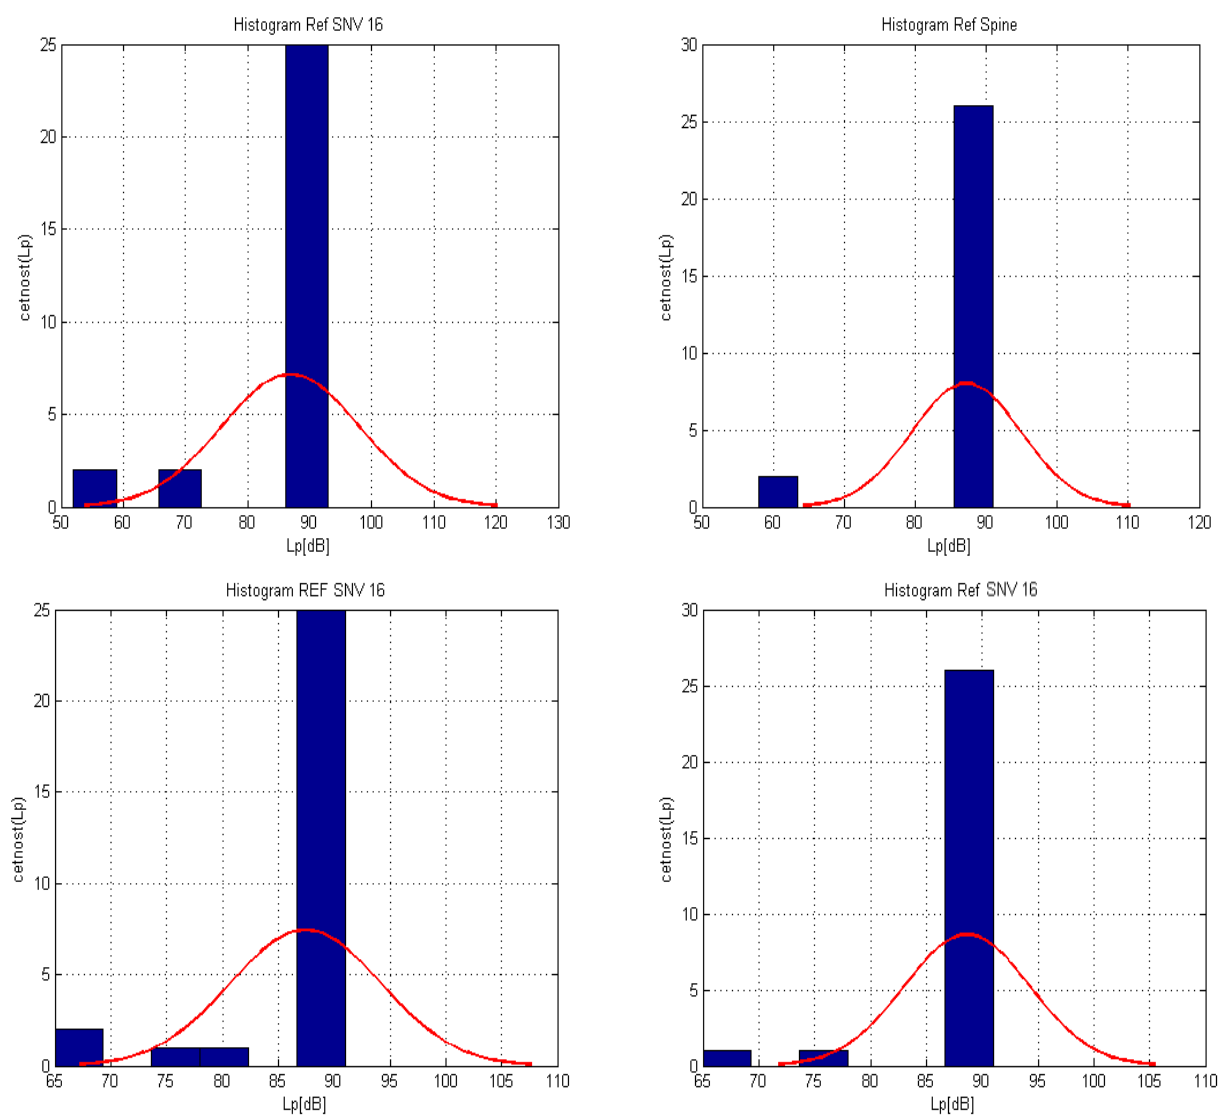 Histogram Ref SNV 16
25
20
15
10
5
0
cetnost(Lp)
50 60 70 80 90 100 110 120 130
Lp[dB]
Histogram Ref Spine
30
25
20
15
10
5
0
cetnost(Lp)
50 60 70 80 90 100 110 120
Lp[dB]
Histogram REF SNV 16
25
20
15
10
5
0
cetnost(Lp)
65 70 75 80 85 90 95 100 105 110
Lp[dB]
Histogram Ref SNV 16
30
25
20
15
10
5
0
cetnost(Lp)
65 70 75 80 85 90 95 100 105 110
Lp[dB]